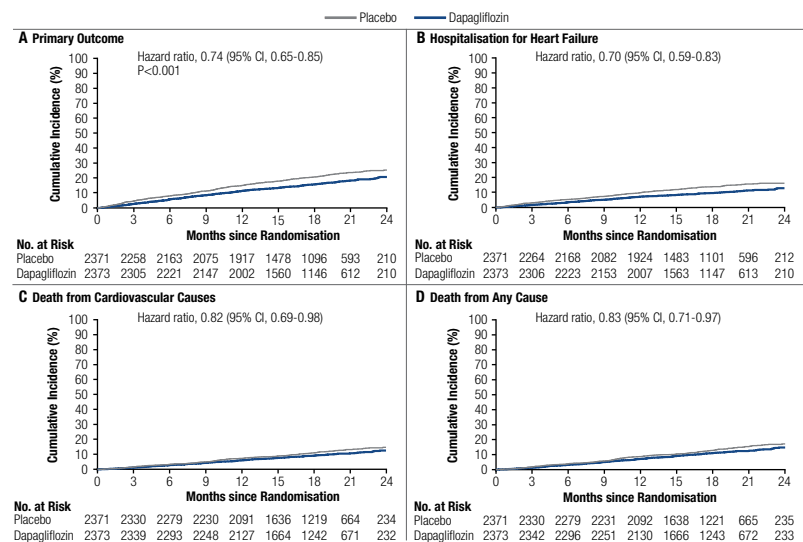 Placebo Dapagliflozin
A Primary Outcome
Hazard ratio, 0.74 (95% CI, 0.65-0.85)
P<0.001
Cumulative Incidence (%)
100
90
80
70
60
50
40
30
20
10
0
0 3 6 9 12 15 18 21 24
Months since Randomisation
No. at Risk
Placebo 2371 2258 2163 2075 1917 1478 1096 593 210
Dapagliflozin 2373 2305 2221 2147 2002 1560 1146 612 210
B Hospitalisation for Heart Failure
Hazard ratio, 0.70 (95% CI, 0.59-0.83)
Cumulative Incidence (%)
100
90
80
70
60
50
40
30
20
10
0
0 3 6 9 12 15 18 21 24
Months since Randomisation
No. at Risk
Placebo 2371 2264 2168 2082 1924 1483 1101 596 212
Dapagliflozin 2373 2306 2223 2153 2007 1563 1147 613 210
C Death from Cardiovascular Causes
Hazard ratio, 0.82 (95% CI, 0.69-0.98)
Cumulative Incidence (%)
100
90
80
70
60
50
40
30
20
10
0
0 3 6 9 12 15 18 21 24
Months since Randomisation
No. at Risk
Placebo 2371 2330 2279 2230 2091 1636 1219 664 234
Dapagliflozin 2373 2339 2293 2248 2127 1664 1242 671 232
D Death from Any Cause
Hazard ratio, 0.83 (95% CI, 0.71-0.97)
Cumulative Incidence (%)
100
90
80
70
60
50
40
30
20
10
0
0 3 6 9 12 15 18 21 24
Months since Randomisation
No. at Risk
Placebo 2371 2330 2279 2231 2092 1638 1221 665 235
Dapagliflozin 2373 2342 2296 2251 2130 1666 1243 672 233